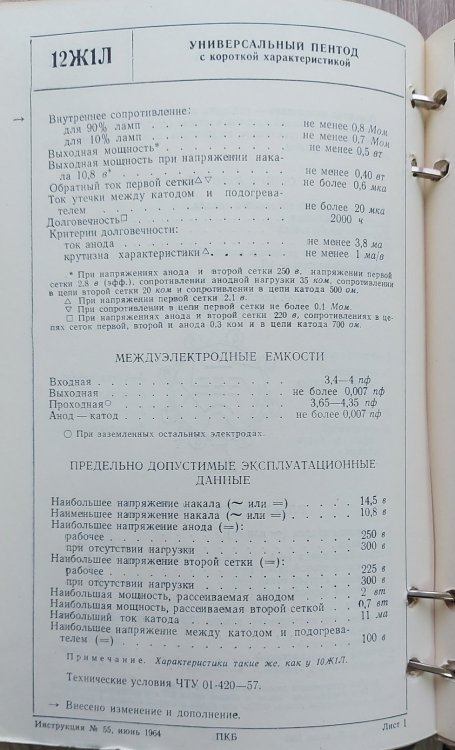 12Ж1Л
УНИВЕРСАЛЬНЫЙ ПЕНТОД
с короткой характеристикой
→ Внутреннее сопротивление:
для 90% ламп . . . . . . . . . . не менее 0,8 Мом
для 10% ламп . . . . . . . . . . не менее 0,7 Мом
Выходная мощность* . . . . . . . . . не менее 0,5 вт
Выходная мощность при напряжении нака-
ла 10,8 в* . . . . . . . . . . не менее 0,40 вт
Обратный ток первой сетки△▽ . . . . . . не более 0,6 мка
Ток утечки между катодом и подогрева-
телем . . . . . . . . . . не более 20 мка
Долговечность□ . . . . . . . . . . 2000 ч
Критерии долговечности:
ток анода . . . . . . . . . . не менее 3,8 ма
крутизна характеристики△ . . . . . . не менее 1 ма/в
* При напряжениях анода и второй сетки 250 в, напряжении первой
сетки 2.8 в (эфф.), сопротивлении анодной нагрузки 35 ком, сопротивлении
в цепи второй сетки 20 ком и сопротивлении в цепи катода 500 ом.
△ При напряжении первой сетки 2.1 в.
▽ При сопротивлении в цепи первой сетки не более 0.1 Мом.
□ При напряжениях анода и второй сетки 220 в, сопротивлениях в це-
пях сеток первой, второй и анода 0.3 ком и в цепи катода 700 ом.
МЕЖДУЭЛЕКТРОДНЫЕ ЕМКОСТИ
Входная . . . . . . . . . . 3,4—4 пф
Выходная . . . . . . . . . . не более 0,007 пф
Проходная○ . . . . . . . . . . 3,65—4,35 пф
Анод — катод . . . . . . . . . . не более 0,007 пф
○ При заземленных остальных электродах.
ПРЕДЕЛЬНО ДОПУСТИМЫЕ ЭКСПЛУАТАЦИОННЫЕ
ДАННЫЕ
Наибольшее напряжение накала (~ или =) . . . . 14,5 в
Наименьшее напряжение накала (~ или =) . . . . 10,8 в
Наибольшее напряжение анода (=):
рабочее . . . . . . . . . . 250 в
при отсутствии нагрузки . . . . . . . . 300 в
Наибольшее напряжение второй сетки (=):
рабочее . . . . . . . . . . 225 в
при отсутствии нагрузки . . . . . . . . 300 в
Наибольшая мощность, рассеиваемая анодом . . . 2 вт
Наибольшая мощность, рассеиваемая второй сеткой . . 0,7 вт
Наибольший ток катода . . . . . . . . 11 ма
Наибольшее напряжение между катодом и подогрева-
телем (=) . . . . . . . . . . 100 в
Примечание. Характеристики такие же, как у 10Ж1Л.
Технические условия ЧТУ 01-420—57.
→ Внесено изменение и дополнение.
Инструкция № 55, июнь 1964
ПКБ
Лист 1